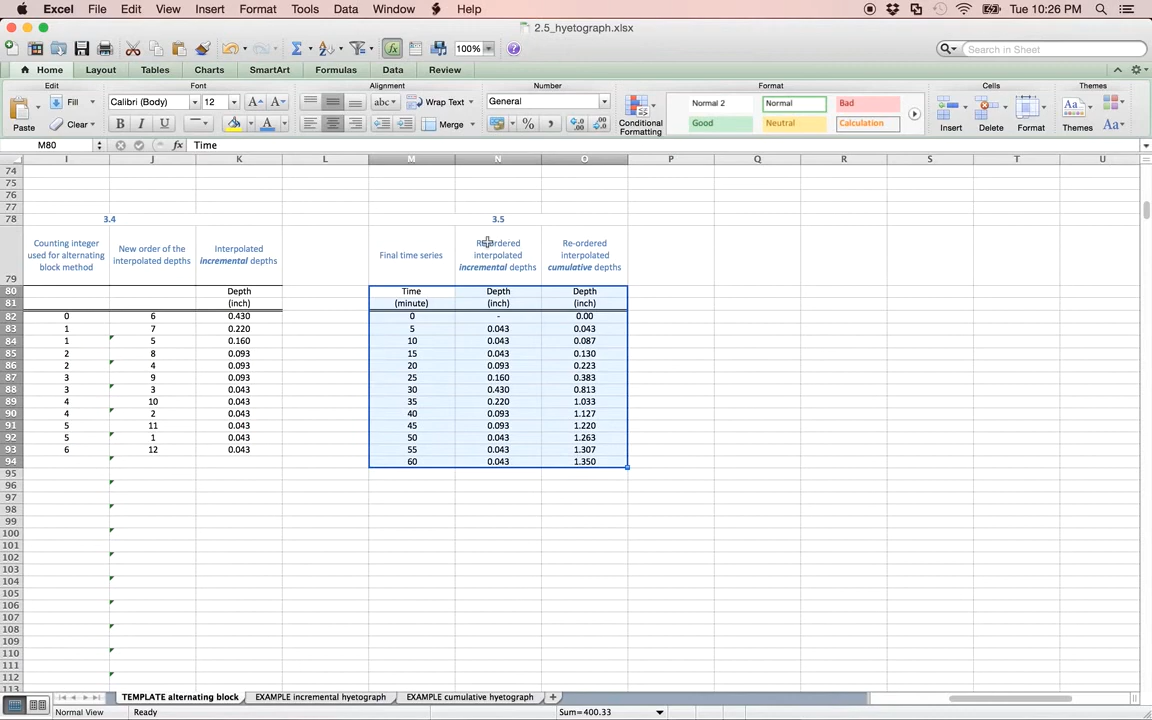 Excel File Edit View Insert Format Tools Data Window Help Tue 10:26 PM
2.5_hyetograph.xlsx
100% Search in Sheet
Home Layout Tables Charts SmartArt Formulas Data Review
Edit Font Alignment Number Format Cells Themes
Paste Fill Clear Calibri (Body) 12 B I U A A abc Wrap Text Merge General % Conditional Formatting Normal 2 Normal Bad Good Neutral Calculation Insert Delete Format Themes Aa
M80 fx Time
I J K L M N O P Q R S T U
74
75
76
77
78 3.4 3.5
79 Counting integer used for alternating block method New order of the interpolated depths Interpolated incremental depths Final time series Re-ordered interpolated incremental depths Re-ordered interpolated cumulative depths
80 Depth Time Depth Depth
81 (inch) (minute) (inch) (inch)
82 0 6 0.430 0 - 0.00
83 1 7 0.220 5 0.043 0.043
84 1 5 0.160 10 0.043 0.087
85 2 8 0.093 15 0.043 0.130
86 2 4 0.093 20 0.093 0.223
87 3 9 0.093 25 0.160 0.383
88 3 3 0.043 30 0.430 0.813
89 4 10 0.043 35 0.220 1.033
90 4 2 0.043 40 0.093 1.127
91 5 11 0.043 45 0.093 1.220
92 5 1 0.043 50 0.043 1.263
93 6 12 0.043 55 0.043 1.307
94 60 0.043 1.350
95
96
97
98
99
100
101
102
103
104
105
106
107
108
109
110
111
112
113
TEMPLATE alternating block EXAMPLE incremental hyetograph EXAMPLE cumulative hyetograph +
Normal View Ready Sum=400.33